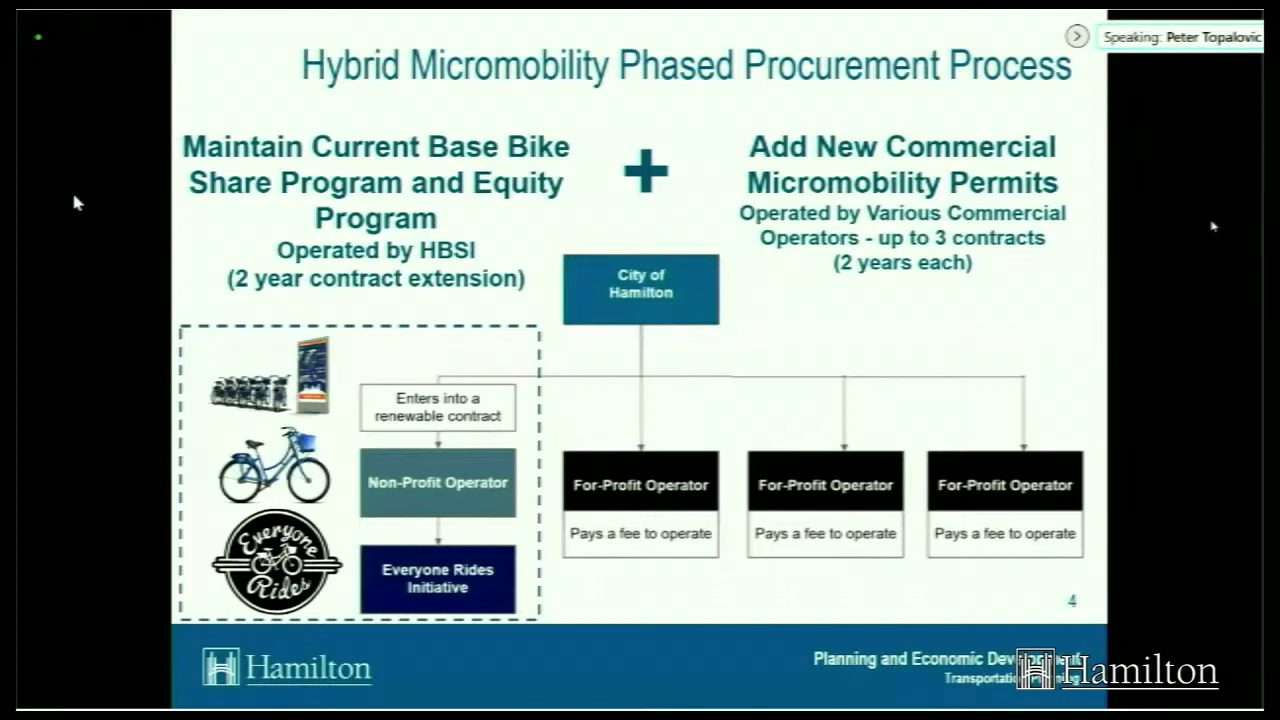 Speaking: Peter Topalovic
Hybrid Micromobility Phased Procurement Process
Maintain Current Base Bike
Share Program and Equity
Program
Operated by HBSI
(2 year contract extension)
+
Add New Commercial
Micromobility Permits
Operated by Various Commercial
Operators - up to 3 contracts
(2 years each)
City of
Hamilton
Enters into a
renewable contract
Non-Profit Operator
Everyone Rides
Initiative
Everyone
Rides
For-Profit Operator
Pays a fee to operate
For-Profit Operator
Pays a fee to operate
For-Profit Operator
Pays a fee to operate
4
Hamilton
Planning and Economic
Hamilton